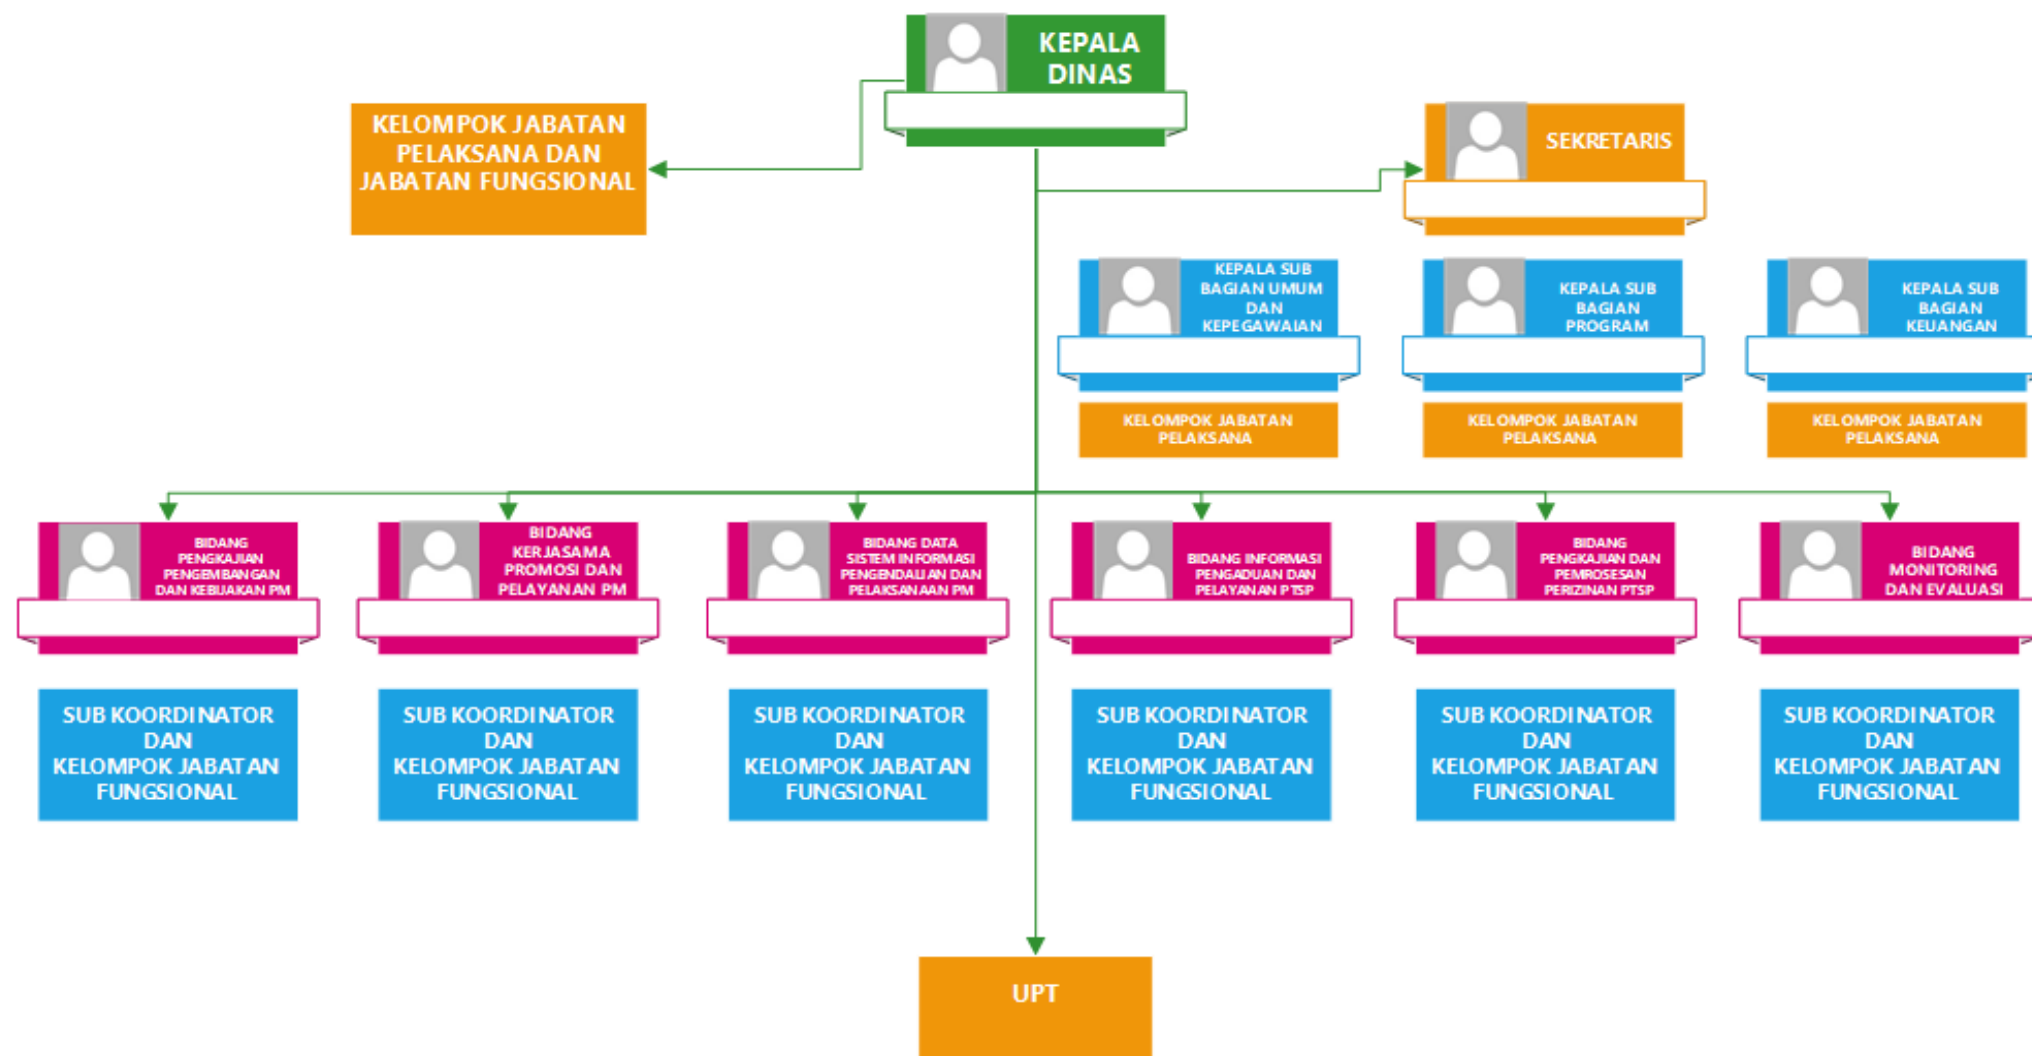 KEPALA
DINAS
KELOMPOK JABATAN
PELAKSANA DAN
JABATAN FUNGSIONAL
SEKRETARIS
KEPALA SUB
BAGIAN UMUM
DAN
KEPEGAWAIAN
KEPALA SUB
BAGIAN
PROGRAM
KEPALA SUB
BAGIAN
KEUANGAN
KELOMPOK JABATAN
PELAKSANA
KELOMPOK JABATAN
PELAKSANA
KELOMPOK JABATAN
PELAKSANA
BIDANG
PENGKAJIAN
PENGEMBANGAN
DAN KEBIJAKAN PM
BIDANG
KERJASAMA
PROMOSI DAN
PELAYANAN PM
BIDANG DATA
SISTEM INFORMASI
PENGENDALIAN DAN
PELAKSANAAN PM
BIDANG INFORMASI
PENGADUAN DAN
PELAYANAN PTSP
BIDANG
PENGKAJIAN DAN
PEMROSESAN
PERIZINAN PTSP
BIDANG
MONITORING
DAN EVALUASI
SUB KOORDINATOR
DAN
KELOMPOK JABATAN
FUNGSIONAL
SUB KOORDINATOR
DAN
KELOMPOK JABATAN
FUNGSIONAL
SUB KOORDINATOR
DAN
KELOMPOK JABATAN
FUNGSIONAL
SUB KOORDINATOR
DAN
KELOMPOK JABATAN
FUNGSIONAL
SUB KOORDINATOR
DAN
KELOMPOK JABATAN
FUNGSIONAL
SUB KOORDINATOR
DAN
KELOMPOK JABATAN
FUNGSIONAL
UPT